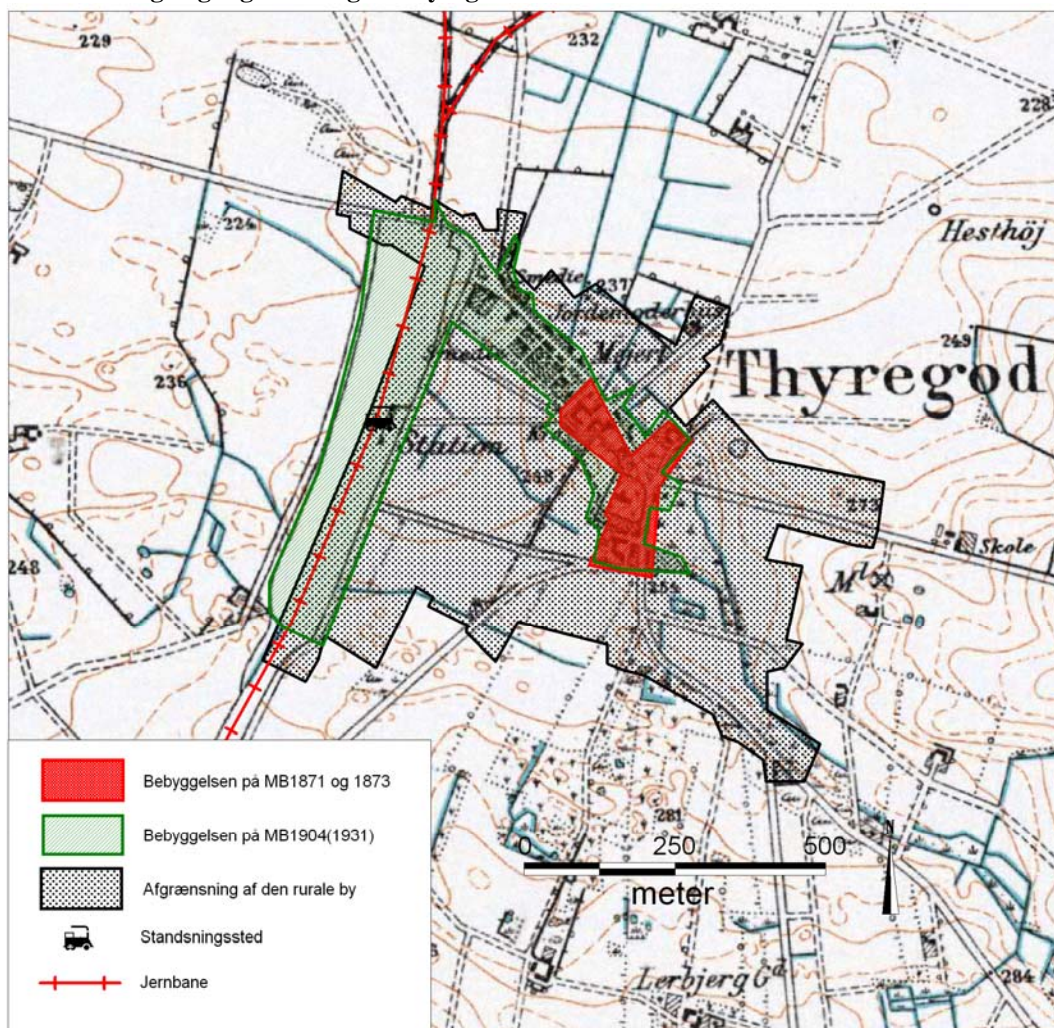 229
232
228
224
Hesthöj
237
Smedie
236
249
Thyregod
Station
248
273
Skole
Ml
248
Bebyggelsen på MB1871 og 1873
Bebyggelsen på MB1904(1931)
Afgrænsning af den rurale by
Standsningssted
Jernbane
281
0 250 500
meter
N
Lerbjerg Gd
284